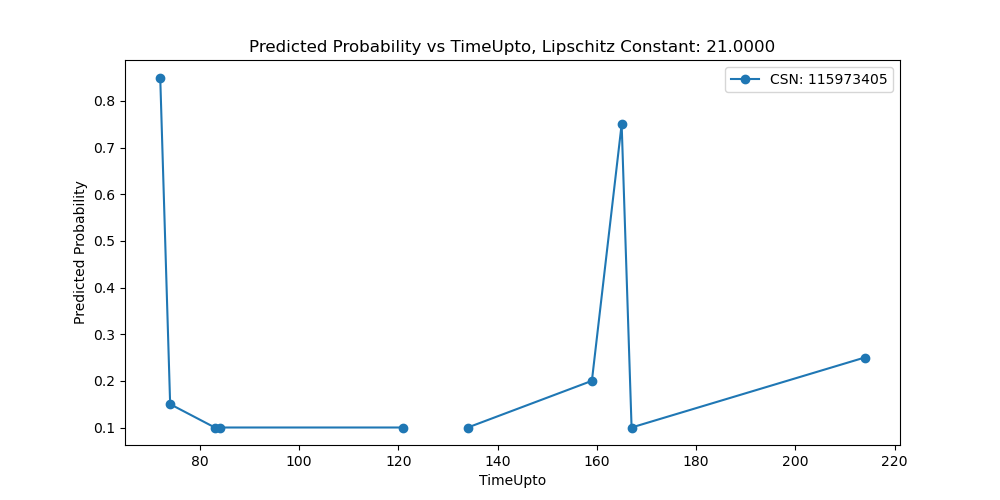 Predicted Probability vs TimeUpto, Lipschitz Constant: 21.0000
CSN: 115973405
Predicted Probability
0.8
0.7
0.6
0.5
0.4
0.3
0.2
0.1
80 100 120 140 160 180 200 220
TimeUpto